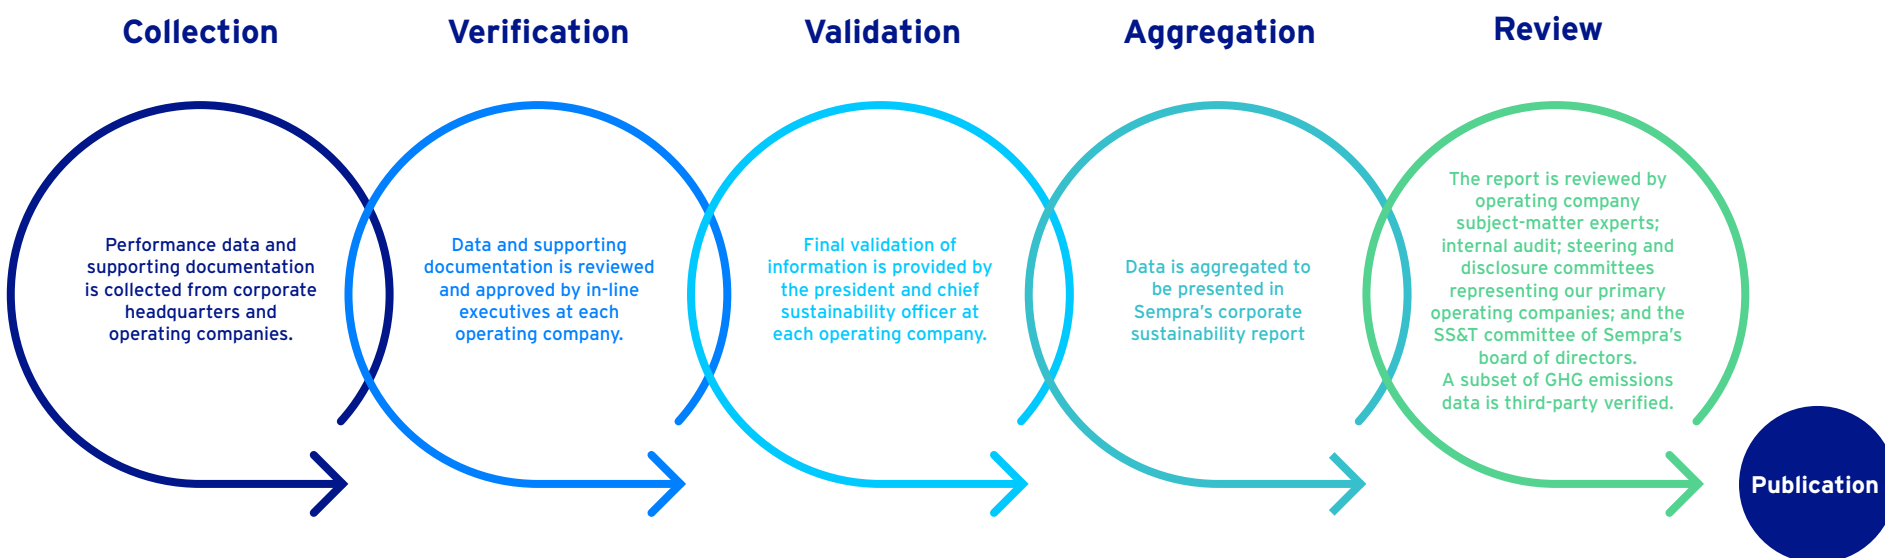 Collection
Performance data and
supporting documentation
is collected from corporate
headquarters and
operating companies.
Verification
Data and supporting
documentation is reviewed
and approved by in-line
executives at each
operating company.
Validation
Final validation of
information is provided by
the president and chief
sustainability officer at
each operating company.
Aggregation
Data is aggregated to
be presented in
Sempra’s corporate
sustainability report
Review
The report is reviewed by
operating company
subject-matter experts;
internal audit; steering and
disclosure committees
representing our primary
operating companies; and the
SS&T committee of Sempra’s
board of directors.
A subset of GHG emissions
data is third-party verified.
Publication